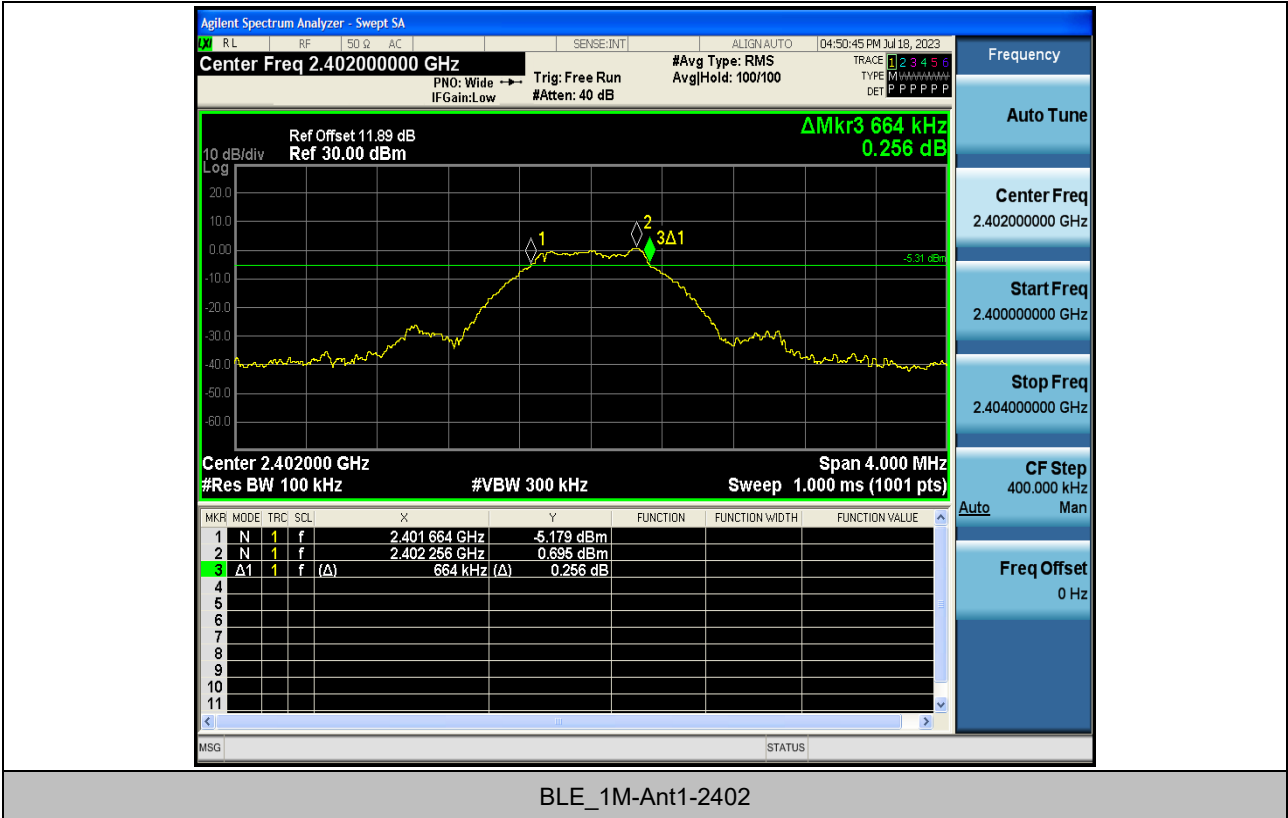 Agilent Spectrum Analyzer - Swept SA
LXI RL RF 50 Ω AC SENSE:INT ALIGNAUTO 04:50:45 PM Jul 18, 2023
Center Freq 2.402000000 GHz
PNO: Wide
IFGain:Low
Trig: Free Run
#Atten: 40 dB
#Avg Type: RMS
Avg|Hold: 100/100
TRACE 1 2 3 4 5 6
TYPE M
DET P P P P P P
ΔMkr3 664 kHz
0.256 dB
Ref Offset 11.89 dB
10 dB/div Ref 30.00 dBm
Log
20.0
10.0
0.00
-10.0
-20.0
-30.0
-40.0
-50.0
-60.0
1
2
3Δ1
-5.31 dBm
Center 2.402000 GHz Span 4.000 MHz
#Res BW 100 kHz #VBW 300 kHz Sweep 1.000 ms (1001 pts)
MKR MODE TRC SCL X Y FUNCTION FUNCTION WIDTH FUNCTION VALUE
1 N 1 f 2.401 664 GHz -5.179 dBm
2 N 1 f 2.402 256 GHz 0.695 dBm
3 Δ1 1 f (Δ) 664 kHz (Δ) 0.256 dB
4
5
6
7
8
9
10
11
MSG STATUS
Frequency
Auto Tune
Center Freq
2.402000000 GHz
Start Freq
2.400000000 GHz
Stop Freq
2.404000000 GHz
CF Step
400.000 kHz
Auto Man
Freq Offset
0 Hz
BLE_1M-Ant1-2402